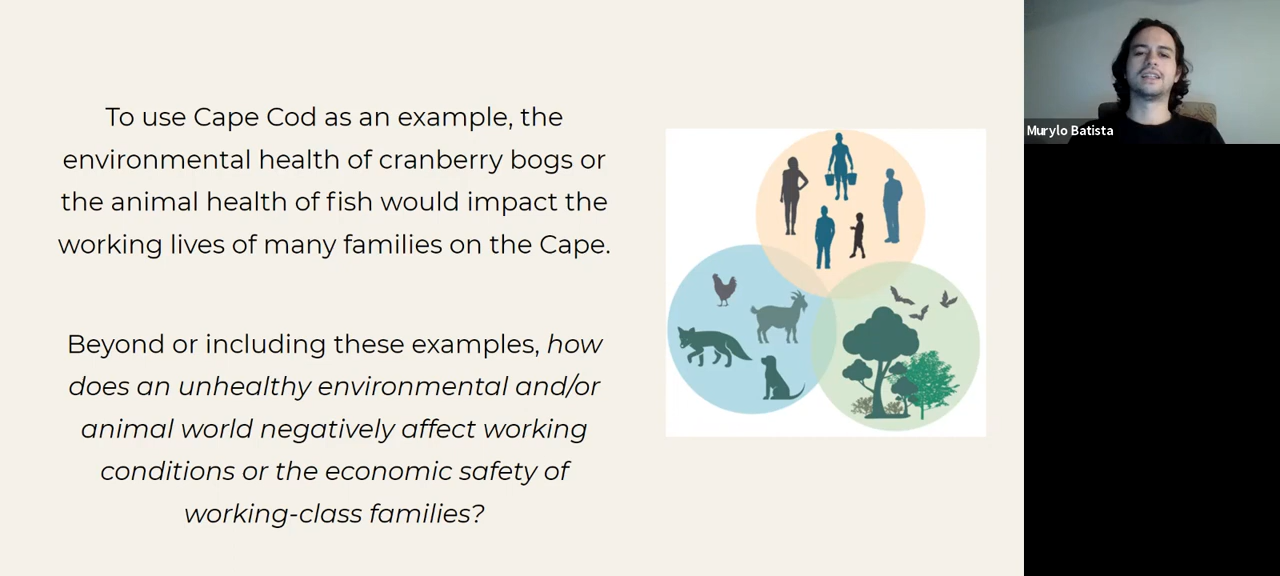 To use Cape Cod as an example, the
environmental health of cranberry bogs or
the animal health of fish would impact the
working lives of many families on the Cape.
Beyond or including these examples, how
does an unhealthy environmental and/or
animal world negatively affect working
conditions or the economic safety of
working-class families?
Murylo Batista